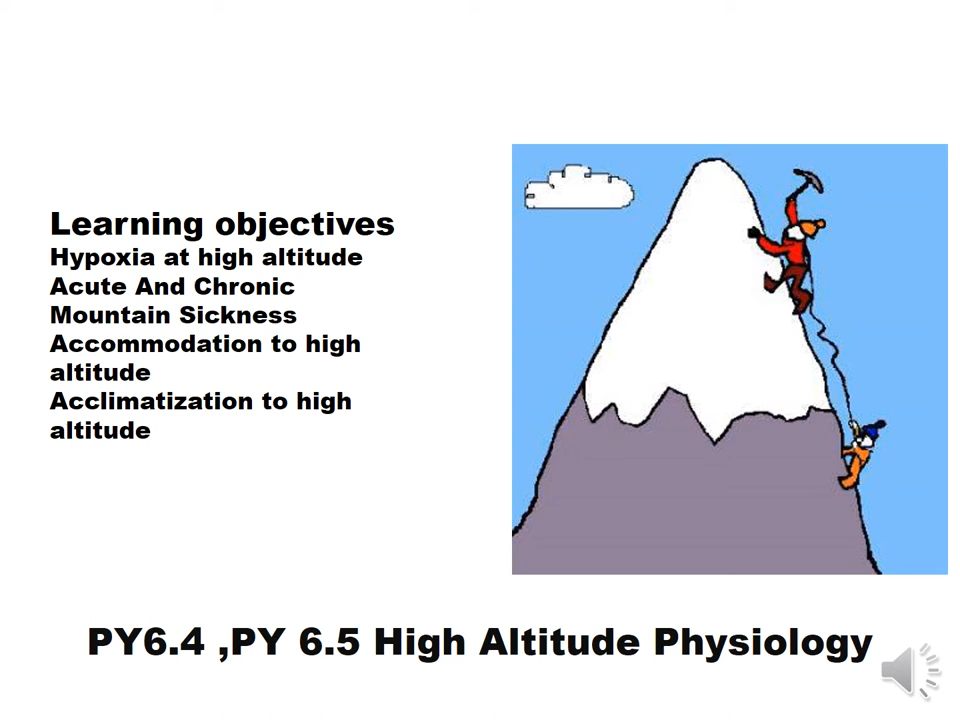 Learning objectives
Hypoxia at high altitude
Acute And Chronic
Mountain Sickness
Accommodation to high
altitude
Acclimatization to high
altitude
PY6.4 ,PY 6.5 High Altitude Physiology